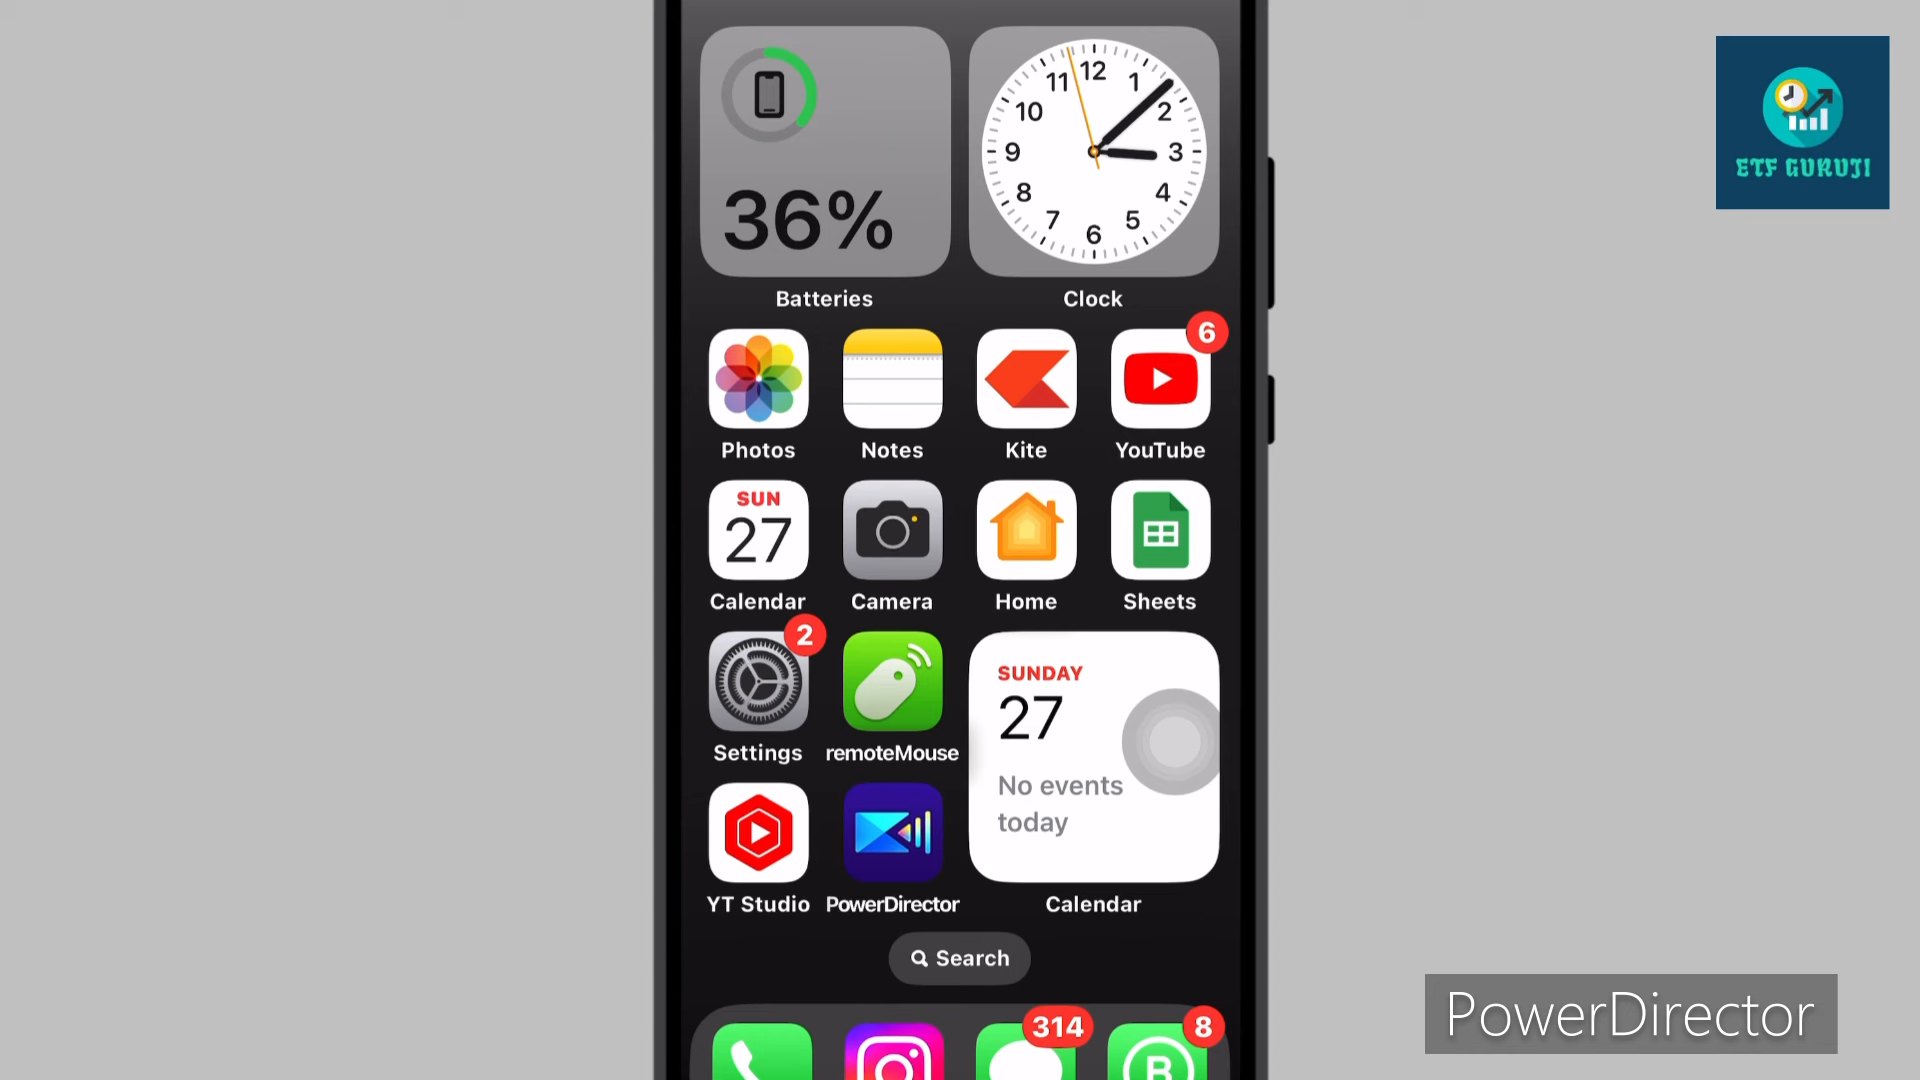 36%
12
11
1
10
2
9
3
8
4
7
5
6
ETF GURUJI
Batteries
Clock
6
Photos
Notes
Kite
YouTube
SUN
27
Calendar
Camera
Home
Sheets
2
SUNDAY
27
No events
today
Settings
remoteMouse
YT Studio
PowerDirector
Calendar
Search
314
8
B
PowerDirector